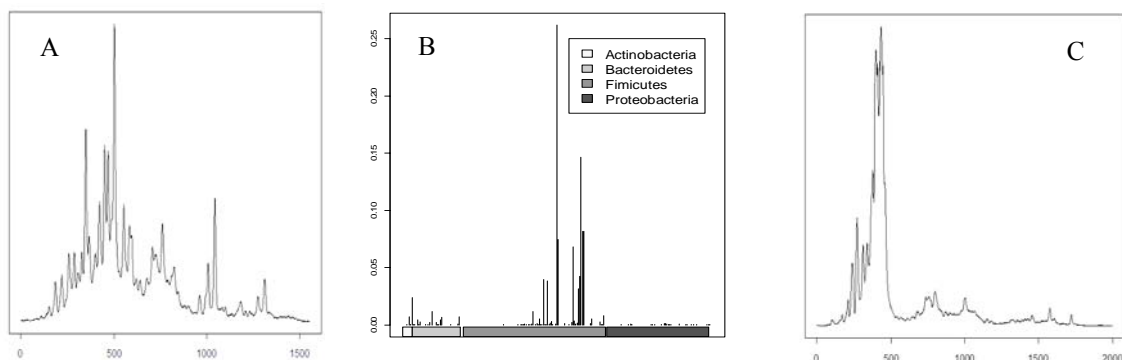 A
0 500 1000 1500
B
0.25
0.20
0.15
0.10
0.05
0.00
Actinobacteria
Bacteroidetes
Fimicutes
Proteobacteria
C
0 500 1000 1500 2000